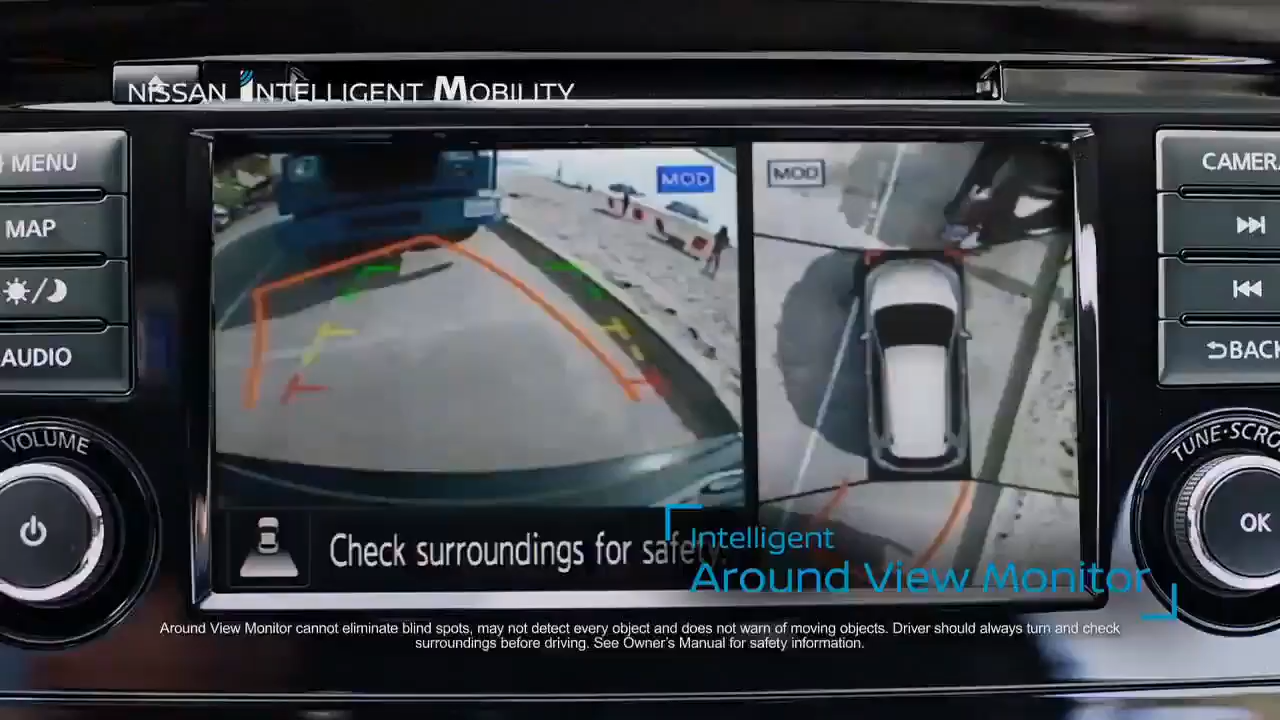 NISSAN INTELLIGENT MOBILITY
MENU
MAP
AUDIO
VOLUME
MOD
MOD
CAMERA
BACK
TUNE·SCRO
OK
Check surroundings for safety.
Intelligent
Around View Monitor
Around View Monitor cannot eliminate blind spots, may not detect every object and does not warn of moving objects. Driver should always turn and check
surroundings before driving. See Owner's Manual for safety information.